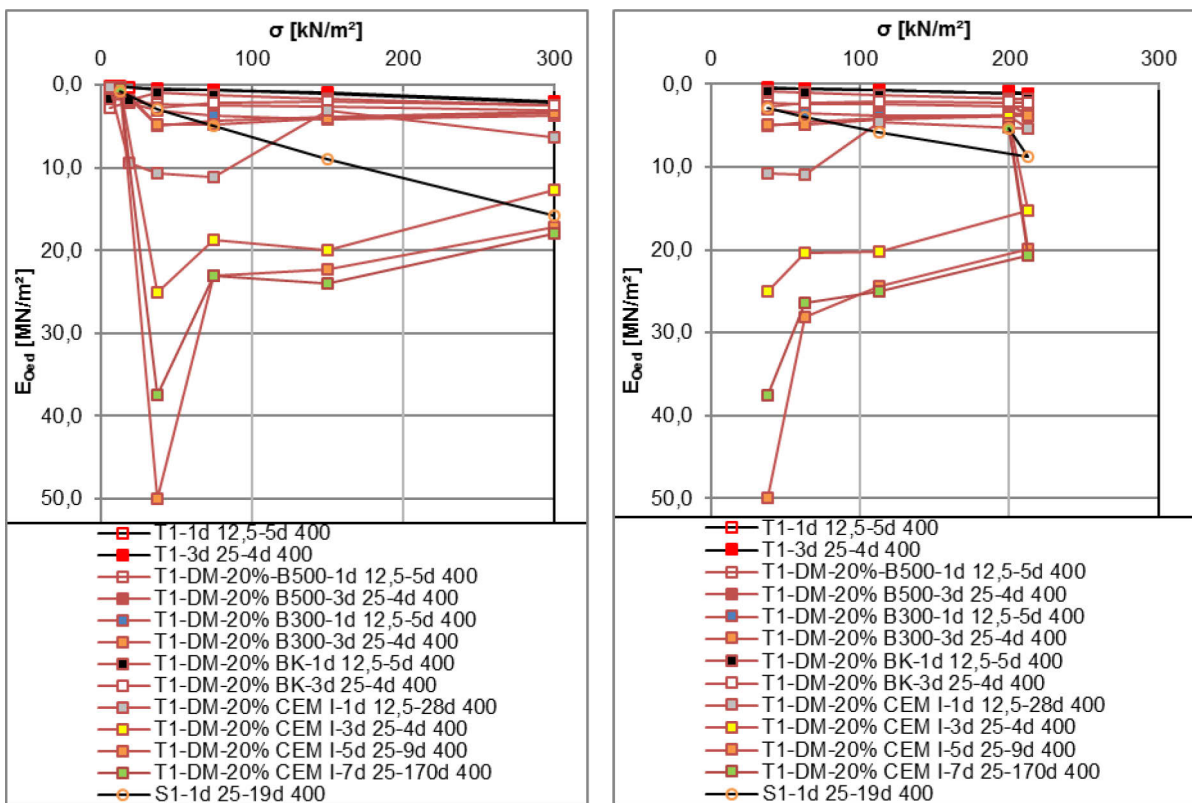 σ [kN/m²]
0 100 200 300
0,0
10,0
20,0
30,0
40,0
50,0
E_Oed [MN/m²]
T1-1d 12,5-5d 400
T1-3d 25-4d 400
T1-DM-20%-B500-1d 12,5-5d 400
T1-DM-20% B500-3d 25-4d 400
T1-DM-20% B300-1d 12,5-5d 400
T1-DM-20% B300-3d 25-4d 400
T1-DM-20% BK-1d 12,5-5d 400
T1-DM-20% BK-3d 25-4d 400
T1-DM-20% CEM I-1d 12,5-28d 400
T1-DM-20% CEM I-3d 25-4d 400
T1-DM-20% CEM I-5d 25-9d 400
T1-DM-20% CEM I-7d 25-170d 400
S1-1d 25-19d 400
σ [kN/m²]
0 100 200 300
0,0
10,0
20,0
30,0
40,0
50,0
E_Oed [MN/m²]
T1-1d 12,5-5d 400
T1-3d 25-4d 400
T1-DM-20%-B500-1d 12,5-5d 400
T1-DM-20% B500-3d 25-4d 400
T1-DM-20% B300-1d 12,5-5d 400
T1-DM-20% B300-3d 25-4d 400
T1-DM-20% BK-1d 12,5-5d 400
T1-DM-20% BK-3d 25-4d 400
T1-DM-20% CEM I-1d 12,5-28d 400
T1-DM-20% CEM I-3d 25-4d 400
T1-DM-20% CEM I-5d 25-9d 400
T1-DM-20% CEM I-7d 25-170d 400
S1-1d 25-19d 400